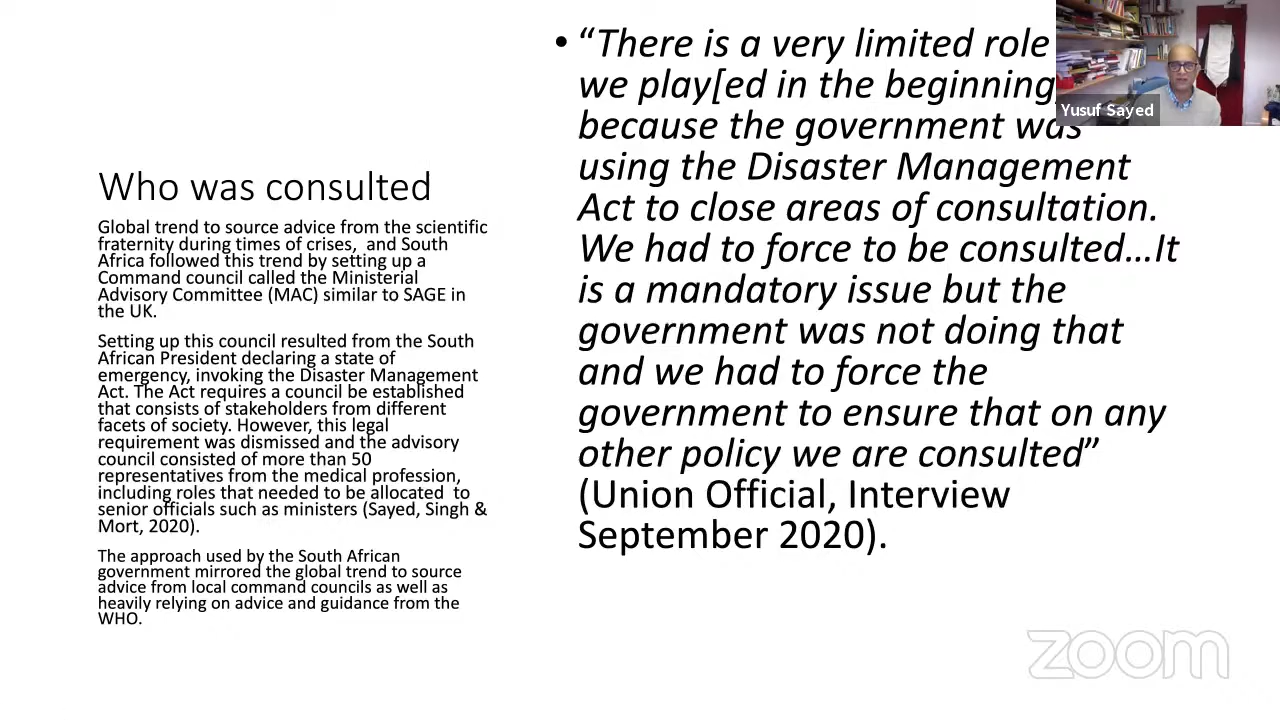 Who was consulted
Global trend to source advice from the scientific
fraternity during times of crises, and South
Africa followed this trend by setting up a
Command council called the Ministerial
Advisory Committee (MAC) similar to SAGE in
the UK.
Setting up this council resulted from the South
African President declaring a state of
emergency, invoking the Disaster Management
Act. The Act requires a council be established
that consists of stakeholders from different
facets of society. However, this legal
requirement was dismissed and the advisory
council consisted of more than 50
representatives from the medical profession,
including roles that needed to be allocated to
senior officials such as ministers (Sayed, Singh &
Mort, 2020).
The approach used by the South African
government mirrored the global trend to source
advice from local command councils as well as
heavily relying on advice and guidance from the
WHO.
• “There is a very limited role
we play[ed in the beginning
because the government was
using the Disaster Management
Act to close areas of consultation.
We had to force to be consulted…It
is a mandatory issue but the
government was not doing that
and we had to force the
government to ensure that on any
other policy we are consulted”
(Union Official, Interview
September 2020).
Yusuf Sayed
zoom